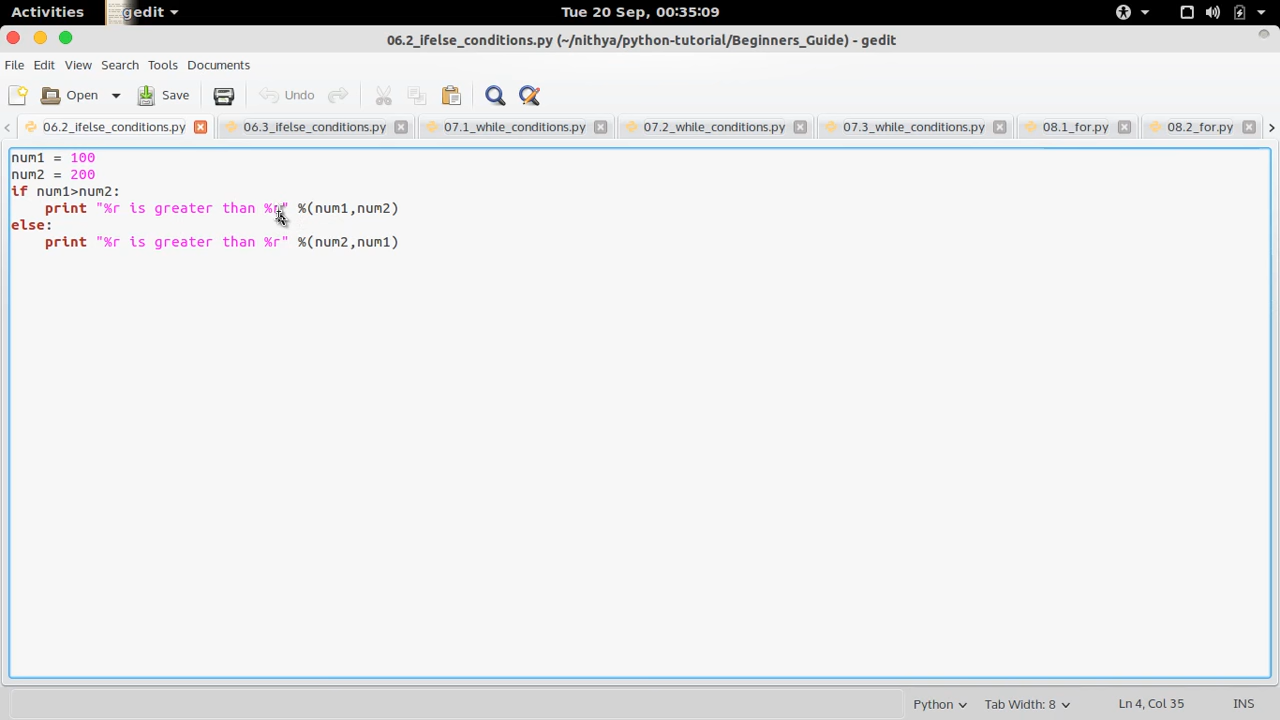 Activities gedit Tue 20 Sep, 00:35:09
06.2_ifelse_conditions.py (~/nithya/python-tutorial/Beginners_Guide) - gedit
File Edit View Search Tools Documents
Open Save Undo
06.2_ifelse_conditions.py 06.3_ifelse_conditions.py 07.1_while_conditions.py 07.2_while_conditions.py 07.3_while_conditions.py 08.1_for.py 08.2_for.py
num1 = 100
num2 = 200
if num1>num2:
    print "%r is greater than %r" %(num1,num2)
else:
    print "%r is greater than %r" %(num2,num1)
Python Tab Width: 8 Ln 4, Col 35 INS